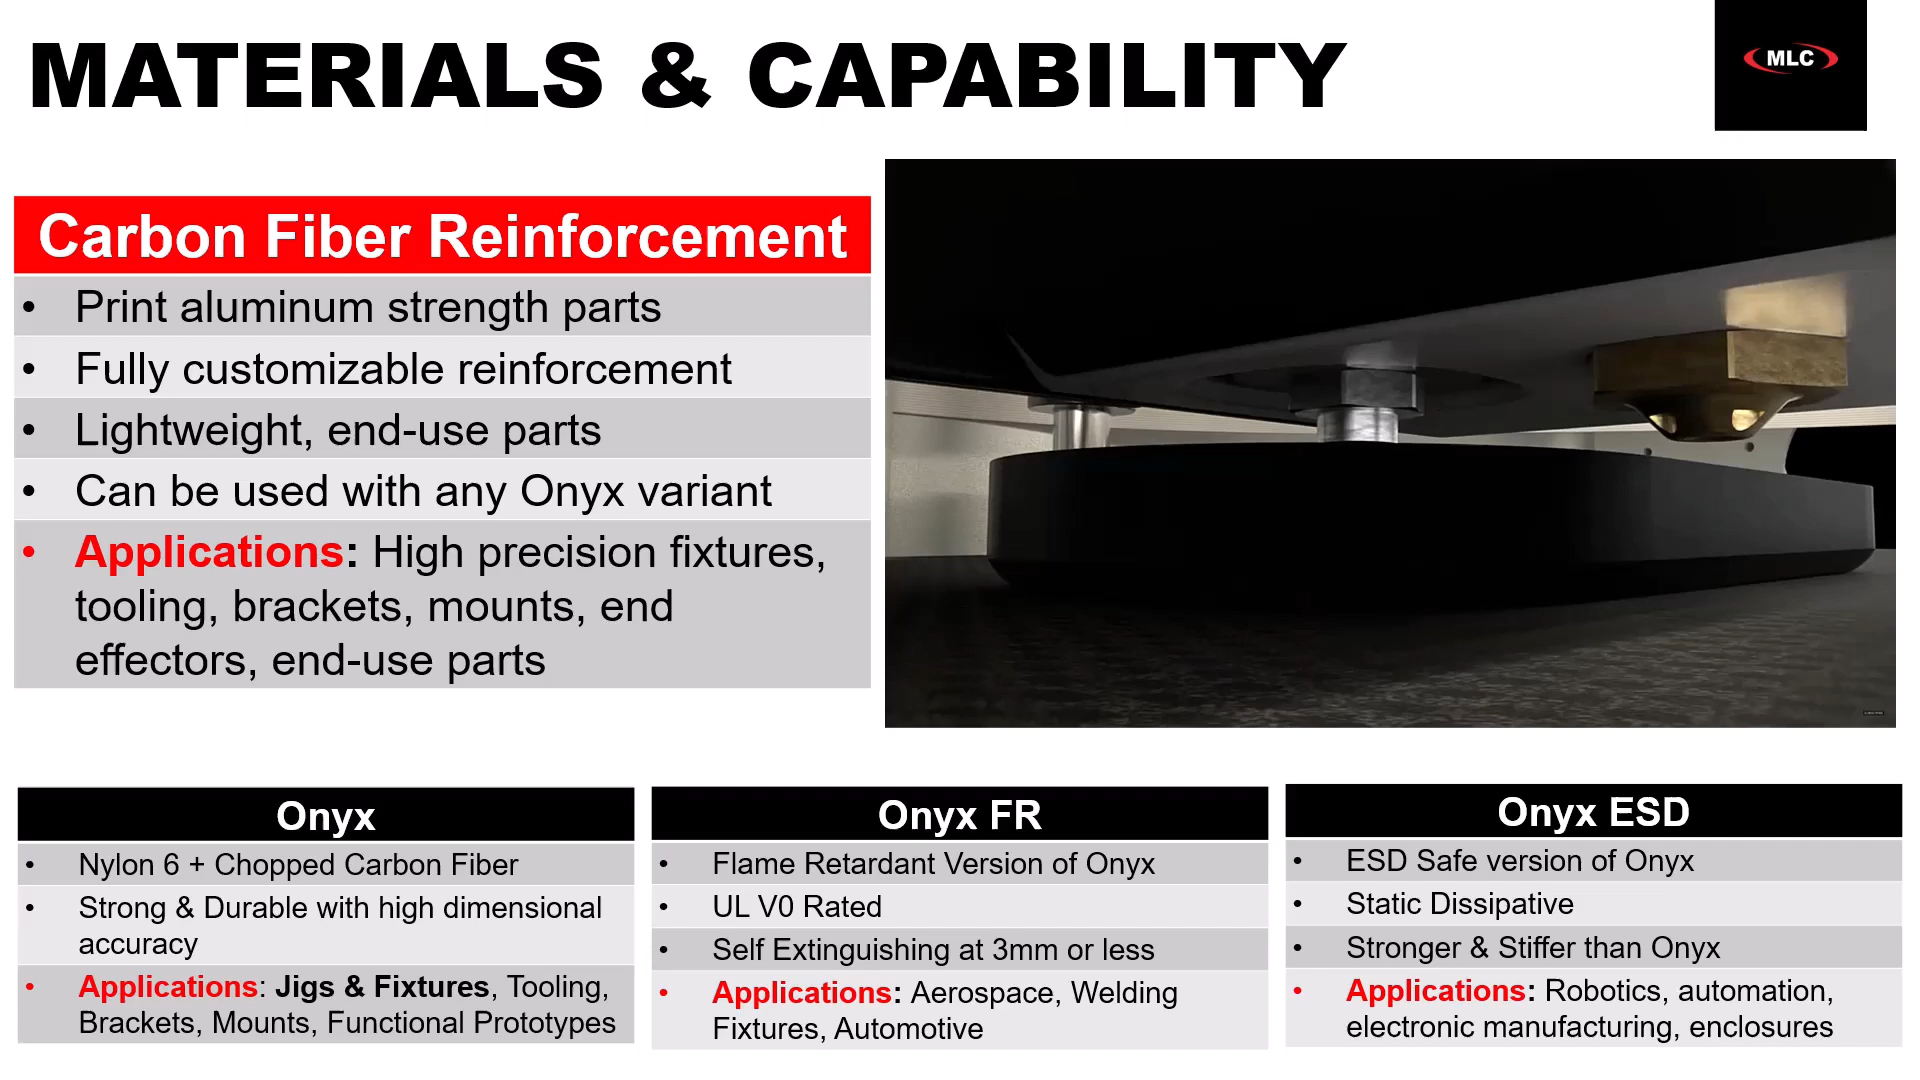 MATERIALS & CAPABILITY
MLC
Carbon Fiber Reinforcement
• Print aluminum strength parts
• Fully customizable reinforcement
• Lightweight, end-use parts
• Can be used with any Onyx variant
• Applications: High precision fixtures,
tooling, brackets, mounts, end
effectors, end-use parts
Onyx
• Nylon 6 + Chopped Carbon Fiber
• Strong & Durable with high dimensional
accuracy
• Applications: Jigs & Fixtures, Tooling,
Brackets, Mounts, Functional Prototypes
Onyx FR
• Flame Retardant Version of Onyx
• UL V0 Rated
• Self Extinguishing at 3mm or less
• Applications: Aerospace, Welding
Fixtures, Automotive
Onyx ESD
• ESD Safe version of Onyx
• Static Dissipative
• Stronger & Stiffer than Onyx
• Applications: Robotics, automation,
electronic manufacturing, enclosures